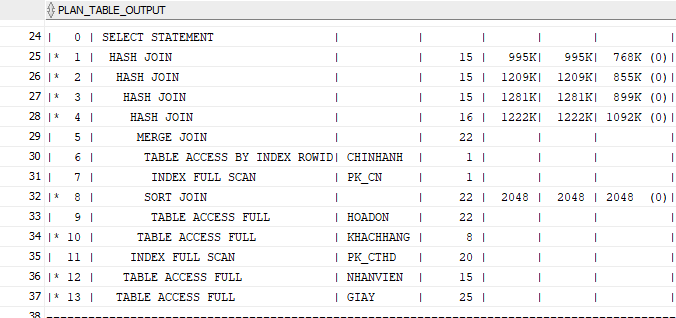 PLAN_TABLE_OUTPUT
24 |   0 | SELECT STATEMENT                |            |       |       |       |          |
25 |*  1 |  HASH JOIN                      |            |    15 |   995K|   995K|  768K (0)|
26 |*  2 |   HASH JOIN                     |            |    15 |  1209K|  1209K|  855K (0)|
27 |*  3 |    HASH JOIN                    |            |    15 |  1281K|  1281K|  899K (0)|
28 |*  4 |     HASH JOIN                   |            |    16 |  1222K|  1222K| 1092K (0)|
29 |   5 |      MERGE JOIN                 |            |    22 |       |       |          |
30 |   6 |       TABLE ACCESS BY INDEX ROWID| CHINHANH   |     1 |       |       |          |
31 |   7 |        INDEX FULL SCAN          | PK_CN      |     1 |       |       |          |
32 |*  8 |       SORT JOIN                 |            |    22 |  2048 |  2048 | 2048  (0)|
33 |   9 |        TABLE ACCESS FULL        | HOADON     |    22 |       |       |          |
34 |* 10 |      TABLE ACCESS FULL          | KHACHHANG  |     8 |       |       |          |
35 |  11 |     INDEX FULL SCAN             | PK_CTHD    |    20 |       |       |          |
36 |* 12 |    TABLE ACCESS FULL            | NHANVIEN   |    15 |       |       |          |
37 |* 13 |   TABLE ACCESS FULL             | GIAY       |    25 |       |       |          |
38 --------------------------------------------------------------------------------